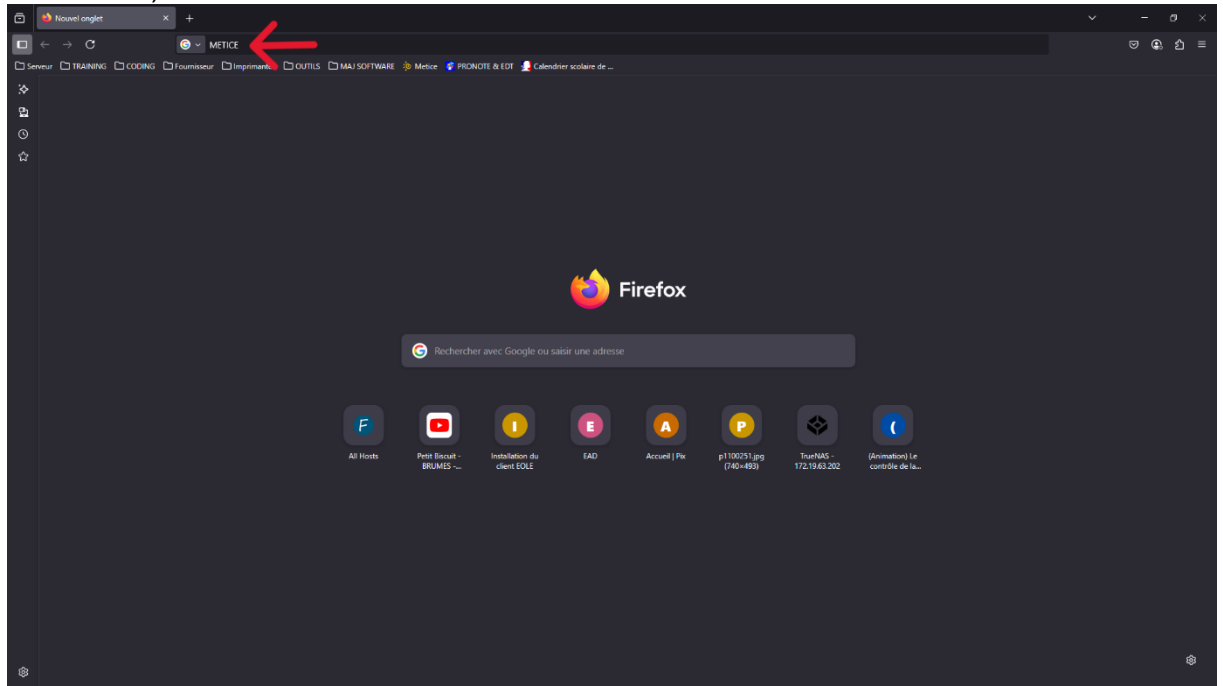 Nouvel onglet
METICE
Serveur TRAINING CODING Fournisseur Imprimante OUTILS MAJ SOFTWARE Metice PRONOTE & EDT Calendrier scolaire de ...
Firefox
Rechercher avec Google ou saisir une adresse
F I E A P (
All Hosts Petit Biscuit - Installation du EAD Accueil | Pix p1100251.jpg TrueNAS - (Animation) Le
BRUMES -... client EOLE (740×493) 172.19.63.202 contrôle de la...